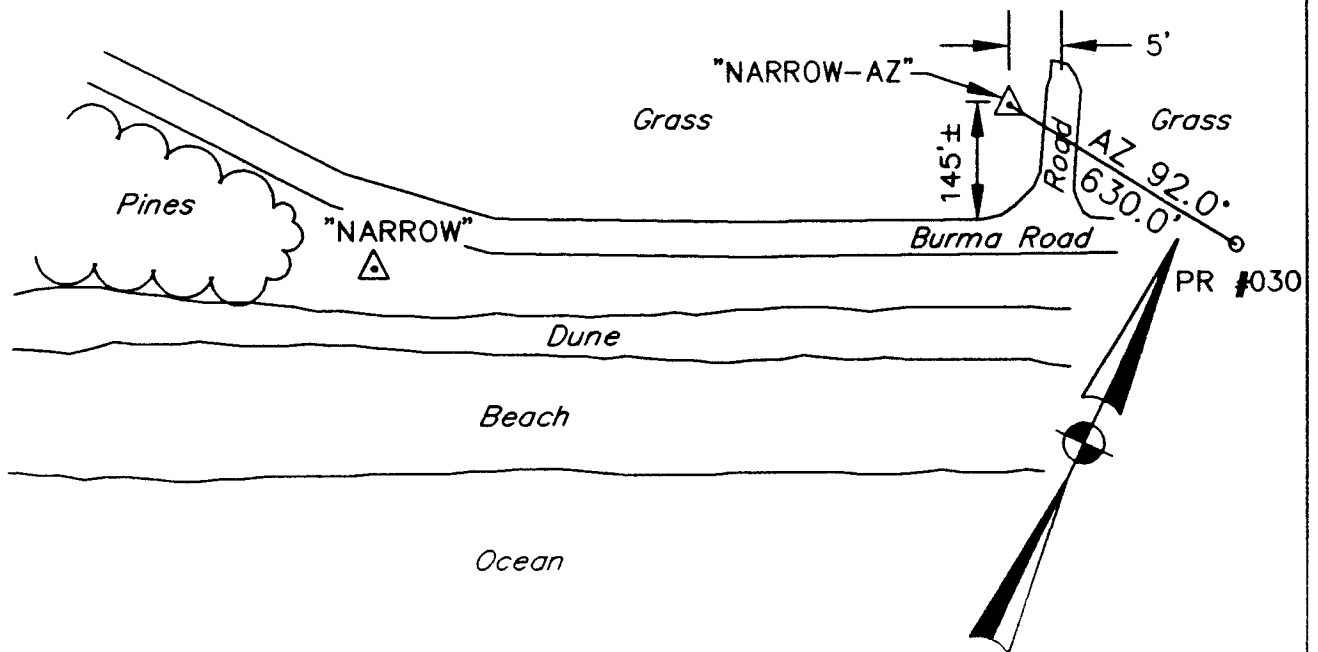 5'
"NARROW-AZ"
Grass
Grass
145'±
Road
AZ 92.0°
630.0'
Pines
"NARROW"
Burma Road
PR #030
Dune
Beach
Ocean